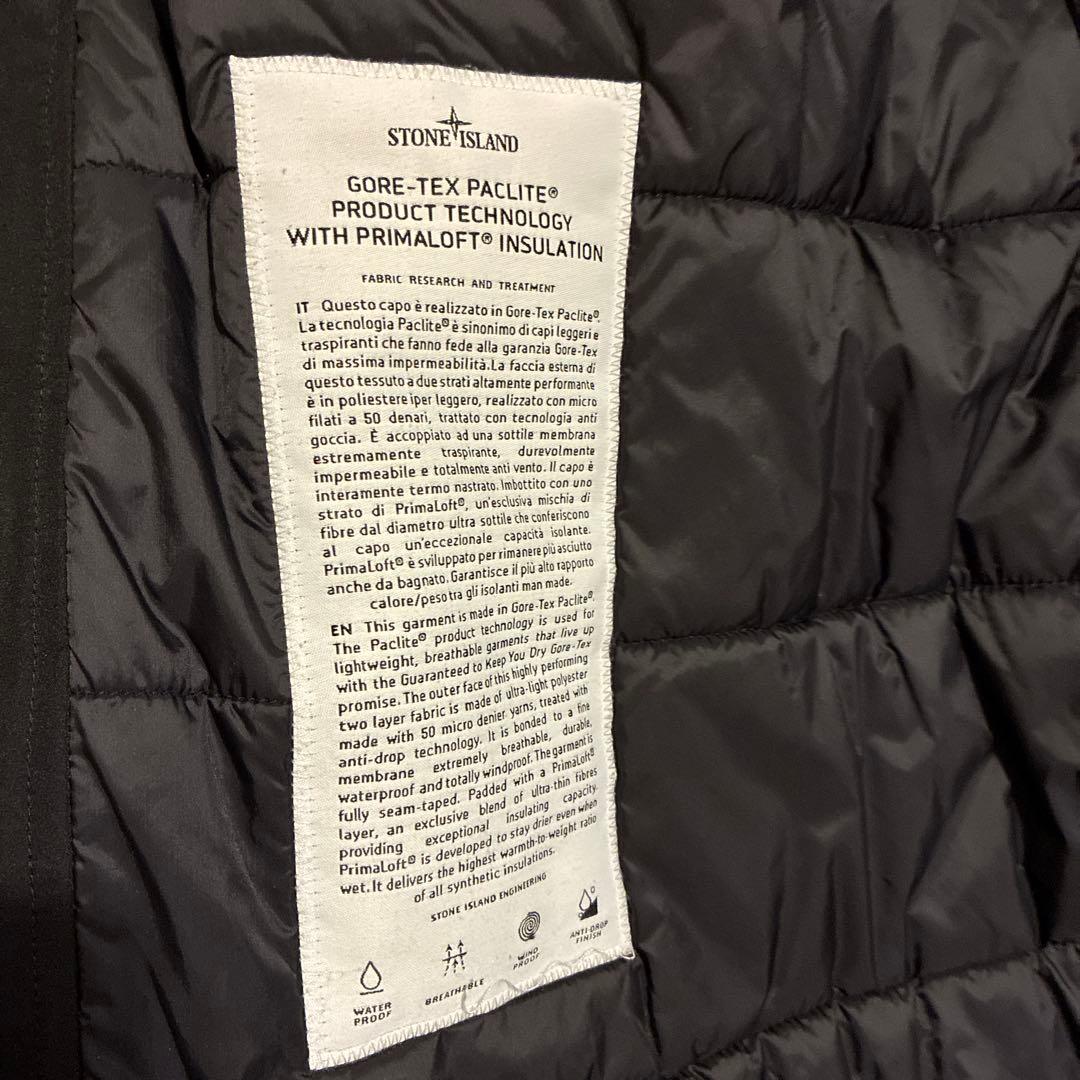 STONE ISLAND
GORE-TEX PACLITE®
PRODUCT TECHNOLOGY
WITH PRIMALOFT® INSULATION
FABRIC RESEARCH AND TREATMENT
IT Questo capo è realizzato in Gore-Tex Paclite®.
La tecnologia Paclite® è sinonimo di capi leggeri e
traspiranti che fanno fede alla garanzia Gore-Tex
di massima impermeabilità.La faccia esterna di
questo tessuto a due strati altamente performante
è in poliestere iper leggero, realizzato con micro
filati a 50 denari, trattato con tecnologia anti
goccia. È accoppiato ad una sottile membrana
estremamente traspirante, durevolmente
impermeabile e totalmente anti vento. Il capo è
interamente termo nastrato. Imbottito con uno
strato di PrimaLoft®, un'esclusiva mischia di
fibre dal diametro ultra sottile che conferiscono
al capo un'eccezionale capacità isolante.
PrimaLoft® è sviluppato per rimanere più asciutto
anche da bagnato. Garantisce il più alto rapporto
calore/peso tra gli isolanti man made.
EN This garment is made in Gore-Tex Paclite®.
The Paclite® product technology is used for
lightweight, breathable garments that live up
with the Guaranteed to Keep You Dry Gore-Tex
promise. The outer face of this highly performing
two layer fabric is made of ultra-light polyester
made with 50 micro denier yarns, treated with
anti-drop technology. It is bonded to a fine
membrane extremely breathable, durable,
waterproof and totally windproof. The garment is
fully seam-taped. Padded with a PrimaLoft®
layer, an exclusive blend of ultra-thin fibres
providing exceptional insulating capacity.
PrimaLoft® is developed to stay drier even when
wet. It delivers the highest warmth-to-weight ratio
of all synthetic insulations.
STONE ISLAND ENGINEERING
WATER
PROOF
BREATHABLE
WIND
PROOF
ANTI-DROP
FINISH